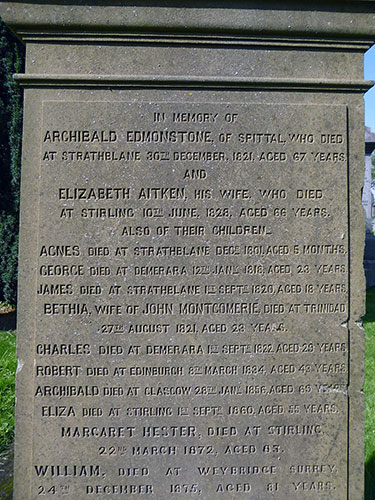 IN MEMORY OF
ARCHIBALD EDMONSTONE, OF SPITTAL, WHO DIED
AT STRATHBLANE 30TH DECEMBER, 1821, AGED 67 YEARS
AND
ELIZABETH AITKEN, HIS WIFE, WHO DIED
AT STIRLING 10TH JUNE, 1828, AGED 66 YEARS.
ALSO OF THEIR CHILDREN
AGNES DIED AT STRATHBLANE DECR 1801, AGED 5 MONTHS.
GEORGE DIED AT DEMERARA 12TH JANY 1818, AGED 23 YEARS
JAMES DIED AT STRATHBLANE 1ST SEPTR 1820, AGED 18 YEARS.
BETHIA, WIFE OF JOHN MONTGOMERIE, DIED AT TRINIDAD
27TH AUGUST 1821, AGED 23 YEARS.
CHARLES DIED AT DEMERARA 1ST SEPTR 1822, AGED 29 YEARS.
ROBERT DIED AT EDINBURGH 8TH MARCH 1834, AGED 43 YEARS.
ARCHIBALD DIED AT GLASGOW 28TH JANY 1856, AGED 69 YEARS
ELIZA DIED AT STIRLING 1ST SEPTR 1860, AGED 55 YEARS.
MARGARET HESTER, DIED AT STIRLING,
22ND MARCH 1872, AGED 63.
WILLIAM, DIED AT WEYBRIDGE SURREY,
24TH DECEMBER 1875, AGED 81 YEARS.